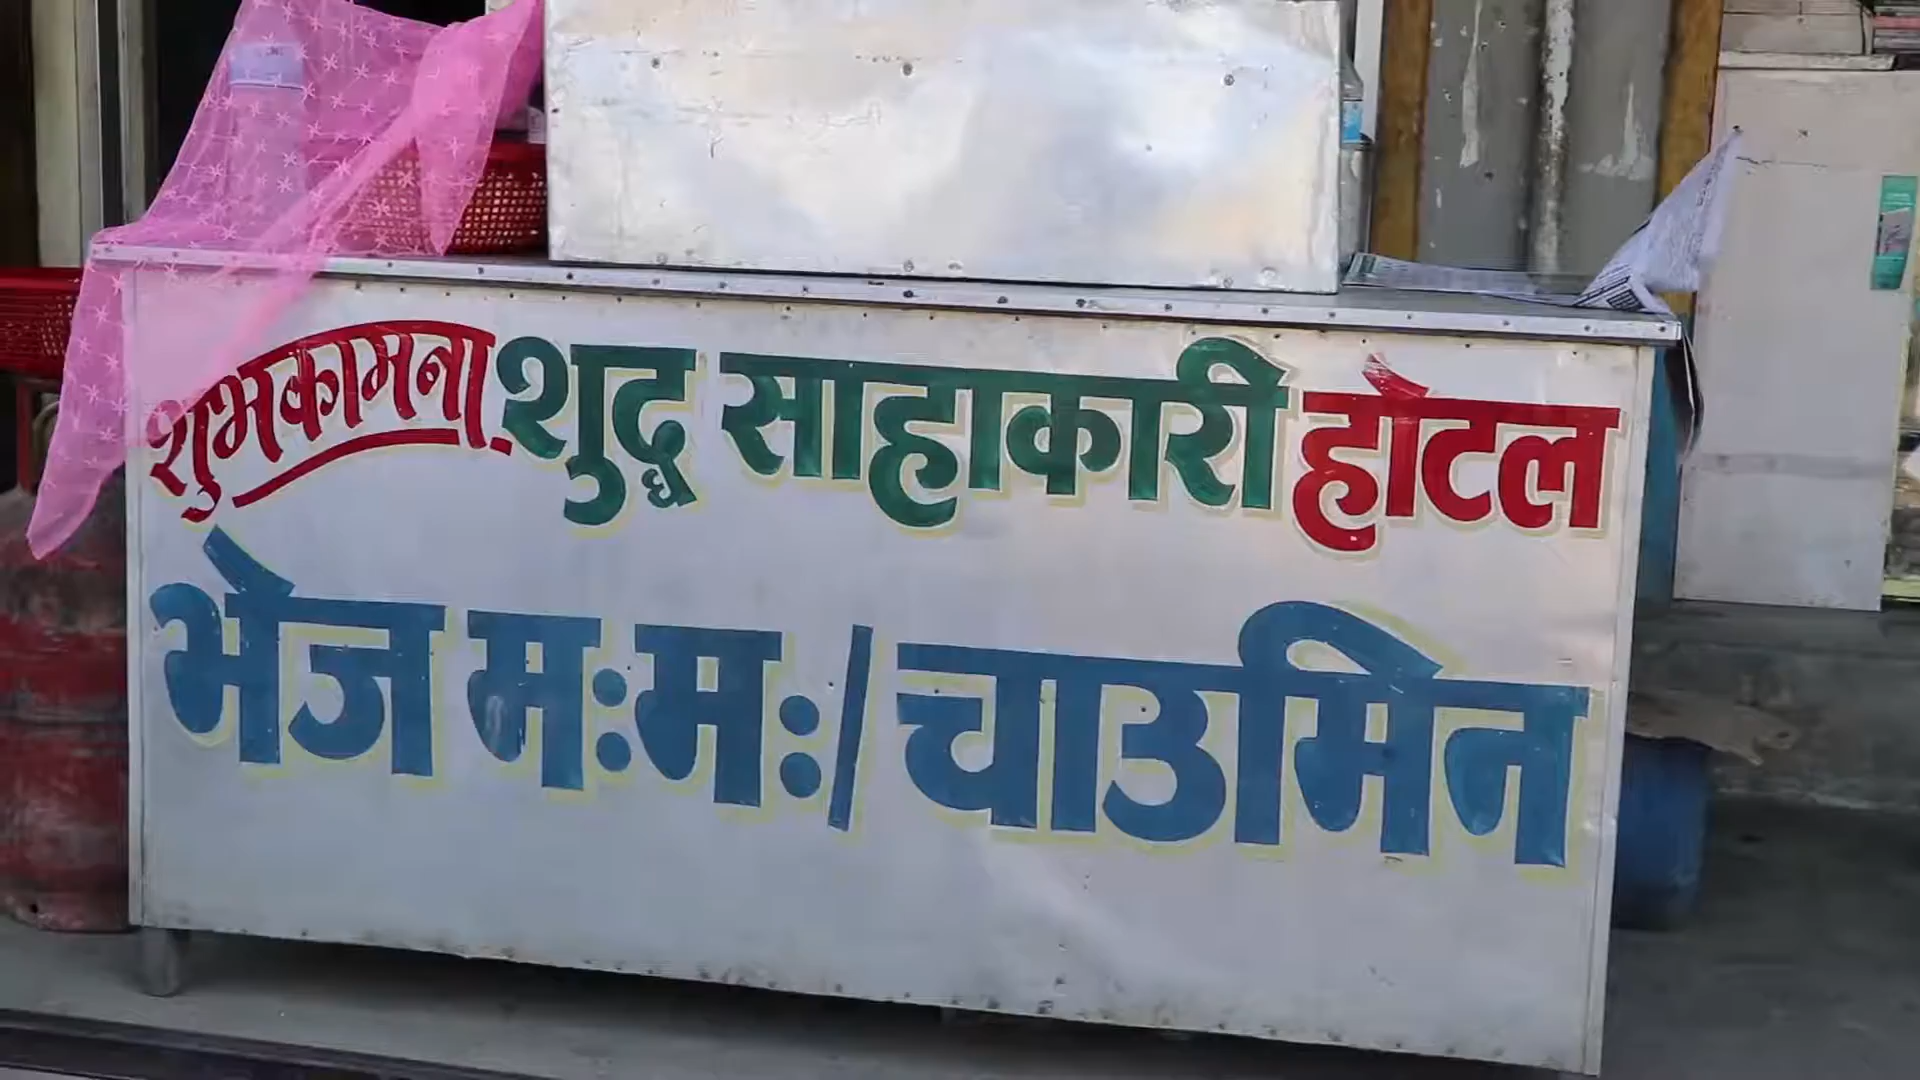 शुभकामना शुद्ध साहाकारी होटल
भेज म:म:/चाउमिन